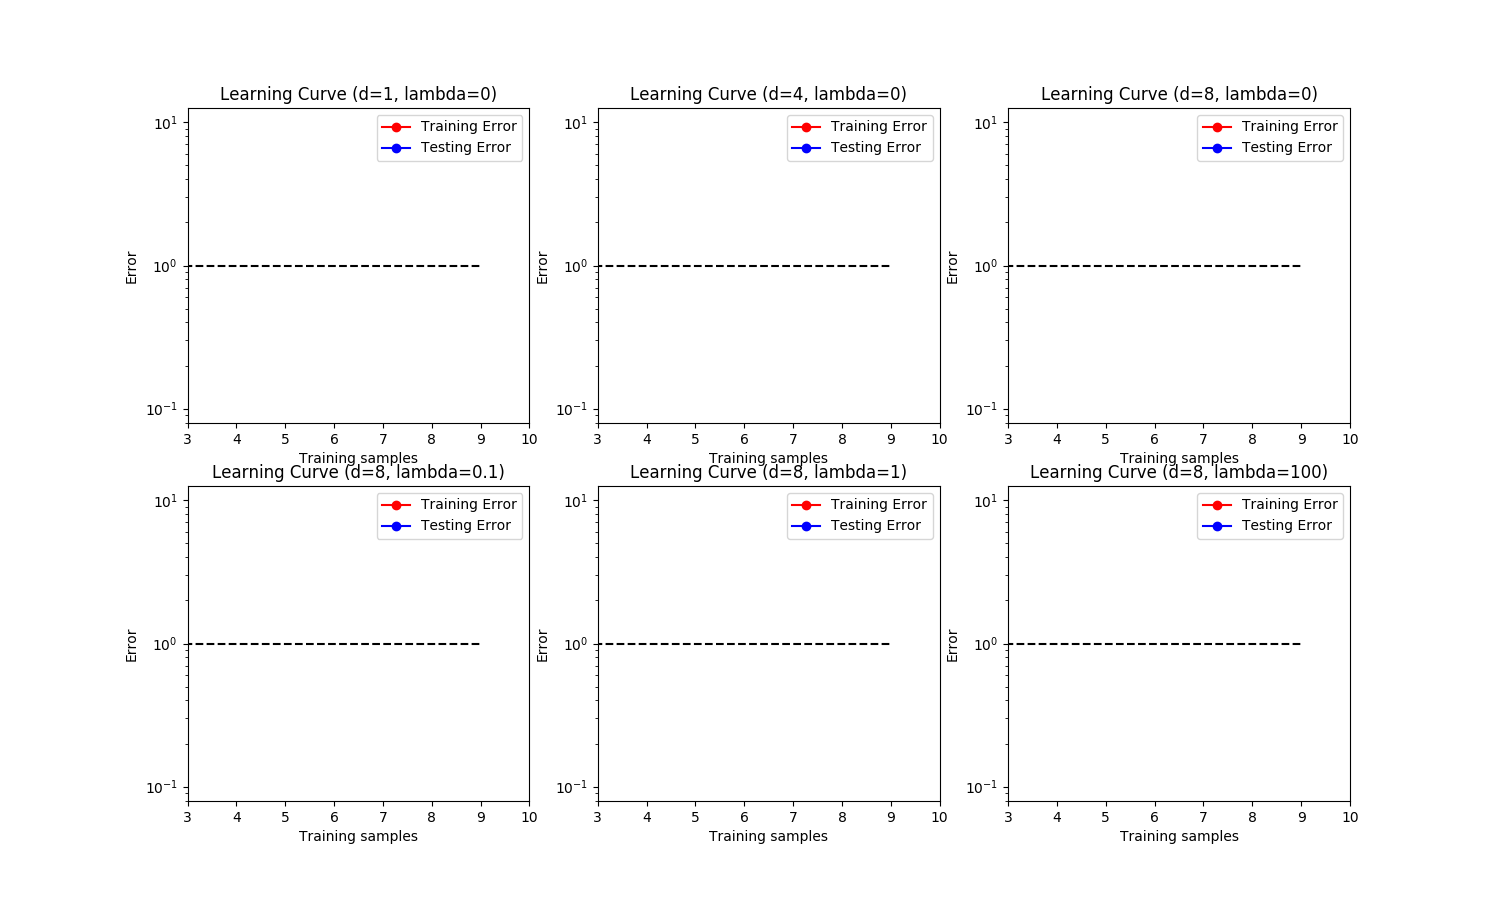 Learning Curve (d=1, lambda=0)
10¹
Training Error
Testing Error
Error
10⁰
10⁻¹
3 4 5 6 7 8 9 10
Training samples
Learning Curve (d=4, lambda=0)
10¹
Training Error
Testing Error
Error
10⁰
10⁻¹
3 4 5 6 7 8 9 10
Training samples
Learning Curve (d=8, lambda=0)
10¹
Training Error
Testing Error
Error
10⁰
10⁻¹
3 4 5 6 7 8 9 10
Training samples
Learning Curve (d=8, lambda=0.1)
10¹
Training Error
Testing Error
Error
10⁰
10⁻¹
3 4 5 6 7 8 9 10
Training samples
Learning Curve (d=8, lambda=1)
10¹
Training Error
Testing Error
Error
10⁰
10⁻¹
3 4 5 6 7 8 9 10
Training samples
Learning Curve (d=8, lambda=100)
10¹
Training Error
Testing Error
Error
10⁰
10⁻¹
3 4 5 6 7 8 9 10
Training samples